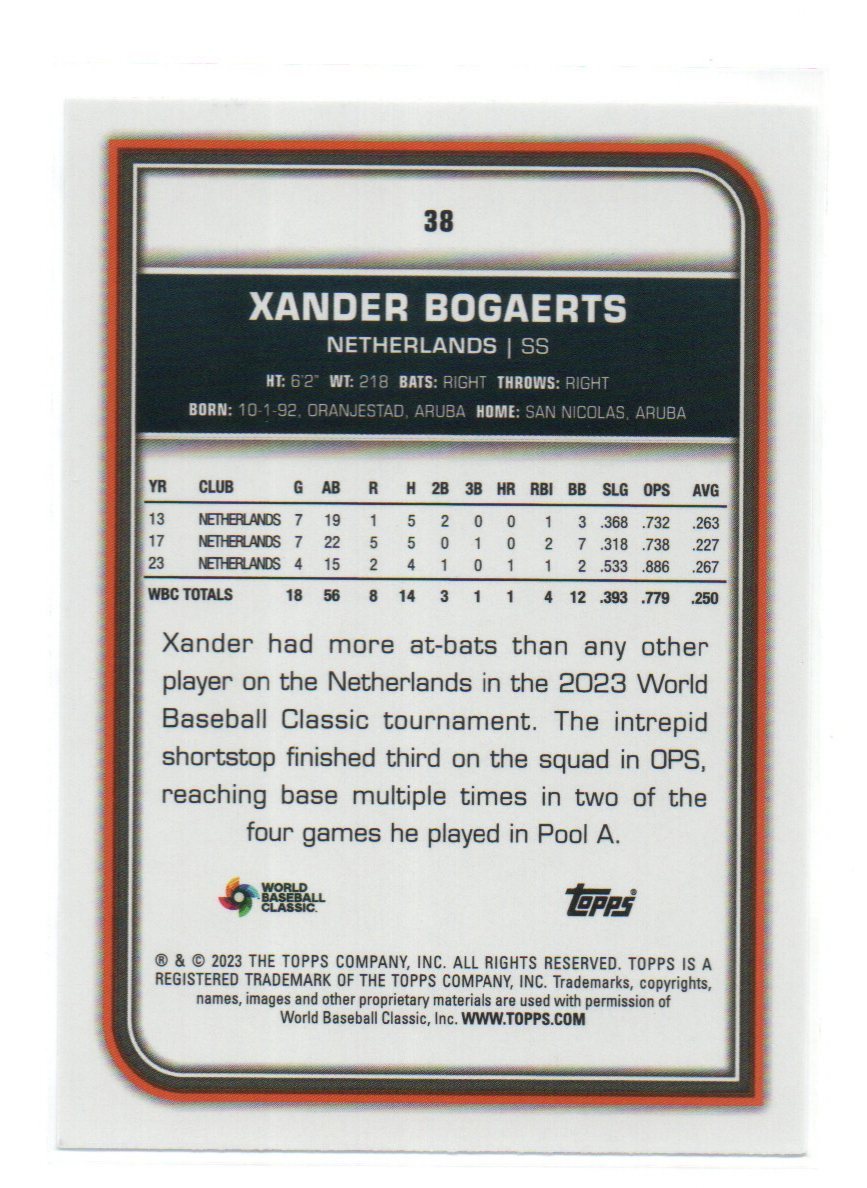 38
XANDER BOGAERTS
NETHERLANDS | SS
HT: 6'2" WT: 218 BATS: RIGHT THROWS: RIGHT
BORN: 10-1-92, ORANJESTAD, ARUBA HOME: SAN NICOLAS, ARUBA
YR CLUB G AB R H 2B 3B HR RBI BB SLG OPS AVG
13 NETHERLANDS 7 19 1 5 2 0 0 1 3 .368 .732 .263
17 NETHERLANDS 7 22 5 5 0 1 0 2 7 .318 .738 .227
23 NETHERLANDS 4 15 2 4 1 0 1 1 2 .533 .886 .267
WBC TOTALS 18 56 8 14 3 1 1 4 12 .393 .779 .250
Xander had more at-bats than any other
player on the Netherlands in the 2023 World
Baseball Classic tournament. The intrepid
shortstop finished third on the squad in OPS,
reaching base multiple times in two of the
four games he played in Pool A.
WORLD
BASEBALL
CLASSIC™
Topps®
® & © 2023 THE TOPPS COMPANY, INC. ALL RIGHTS RESERVED. TOPPS IS A
REGISTERED TRADEMARK OF THE TOPPS COMPANY, INC. Trademarks, copyrights,
names, images and other proprietary materials are used with permission of
World Baseball Classic, Inc. WWW.TOPPS.COM